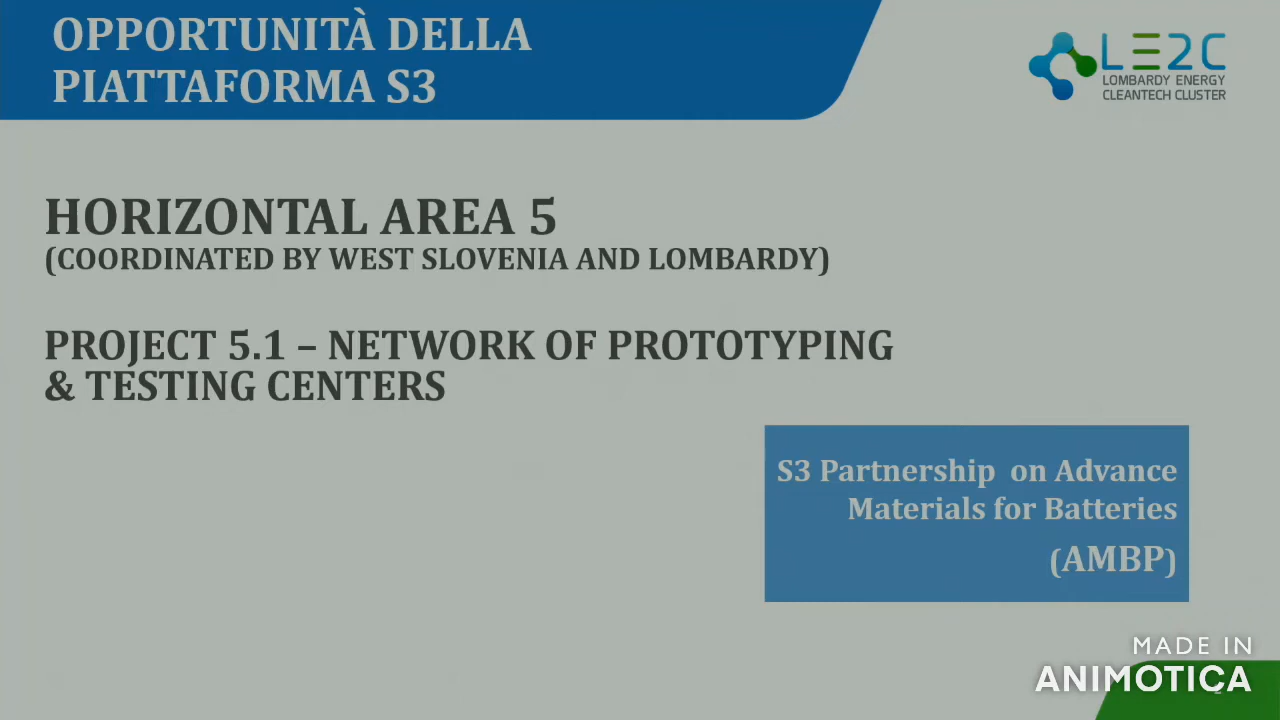 OPPORTUNITÀ DELLA
PIATTAFORMA S3
LE2C
LOMBARDY ENERGY
CLEANTECH CLUSTER
HORIZONTAL AREA 5
(COORDINATED BY WEST SLOVENIA AND LOMBARDY)
PROJECT 5.1 – NETWORK OF PROTOTYPING
& TESTING CENTERS
S3 Partnership on Advance
Materials for Batteries
(AMBP)
MADE IN
ANIMOTICA